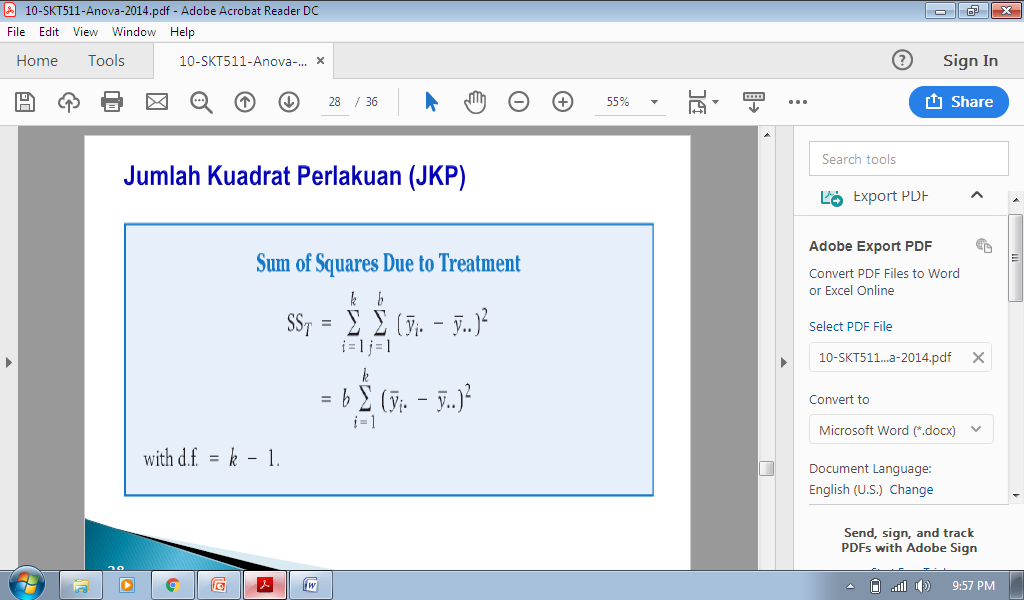 10-SKT511-Anova-2014.pdf - Adobe Acrobat Reader DC
File Edit View Window Help
Home Tools 10-SKT511-Anova-... × ? Sign In
28 / 36 55% Share
Jumlah Kuadrat Perlakuan (JKP)
Sum of Squares Due to Treatment
SS_T = ∑_{i=1}^{k} ∑_{j=1}^{b} (ȳ_i. − ȳ..)²
= b ∑_{i=1}^{k} (ȳ_i. − ȳ..)²
with d.f. = k − 1.
Search tools
Export PDF
Adobe Export PDF
Convert PDF Files to Word
or Excel Online
Select PDF File
10-SKT511...a-2014.pdf
Convert to
Microsoft Word (*.docx)
Document Language:
English (U.S.) Change
Send, sign, and track
PDFs with Adobe Sign
9:57 PM